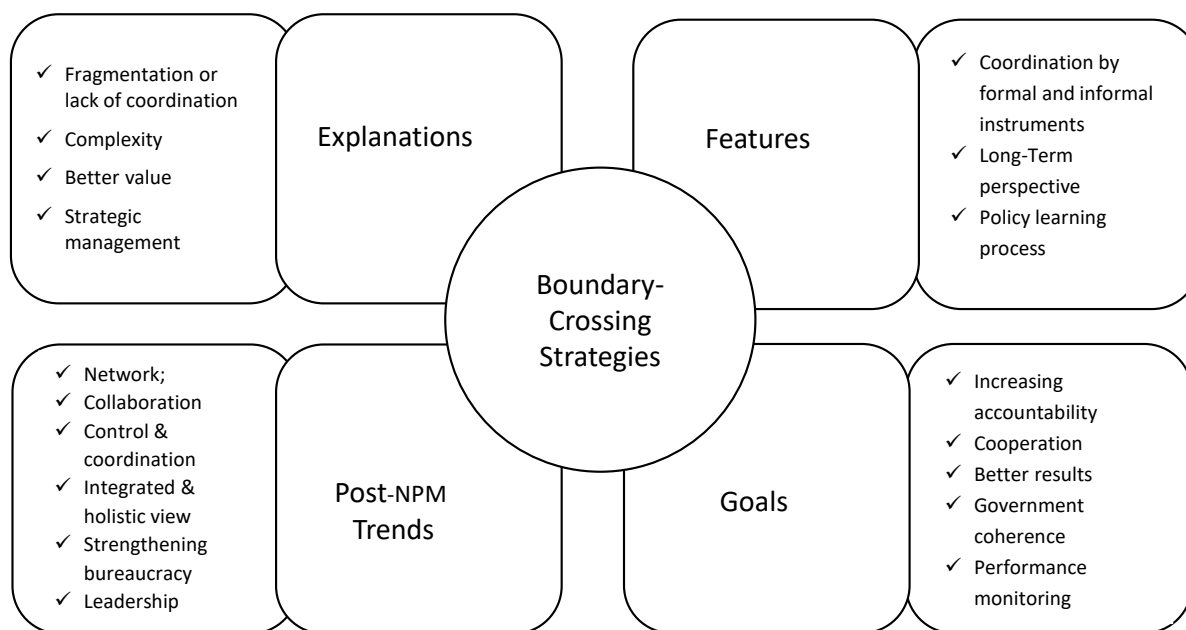 ✓ Fragmentation or
lack of coordination
✓ Complexity
✓ Better value
✓ Strategic
management
Explanations
Features
✓ Coordination by
formal and informal
instruments
✓ Long-Term
perspective
✓ Policy learning
process
Boundary-
Crossing
Strategies
✓ Network;
✓ Collaboration
✓ Control &
coordination
✓ Integrated &
holistic view
✓ Strengthening
bureaucracy
✓ Leadership
Post-NPM
Trends
Goals
✓ Increasing
accountability
✓ Cooperation
✓ Better results
✓ Government
coherence
✓ Performance
monitoring